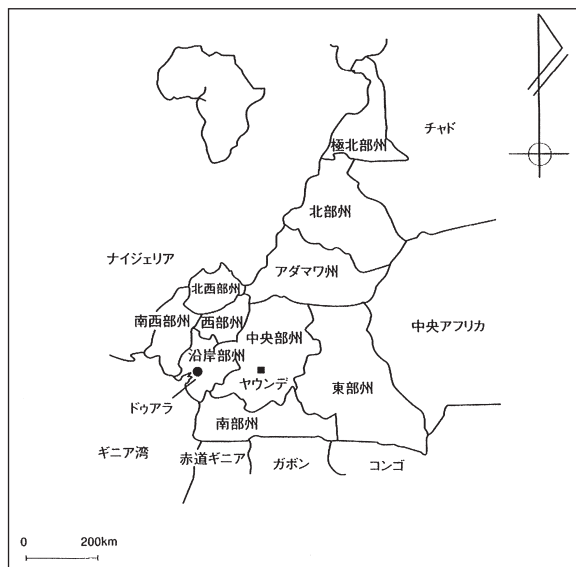 チャド
極北部州
北部州
ナイジェリア
アダマワ州
北西部州
南西部州
西部州
中央部州
中央アフリカ
沿岸部州
ヤウンデ
東部州
ドゥアラ
南部州
ギニア湾
赤道ギニア
ガボン
コンゴ
0 200km